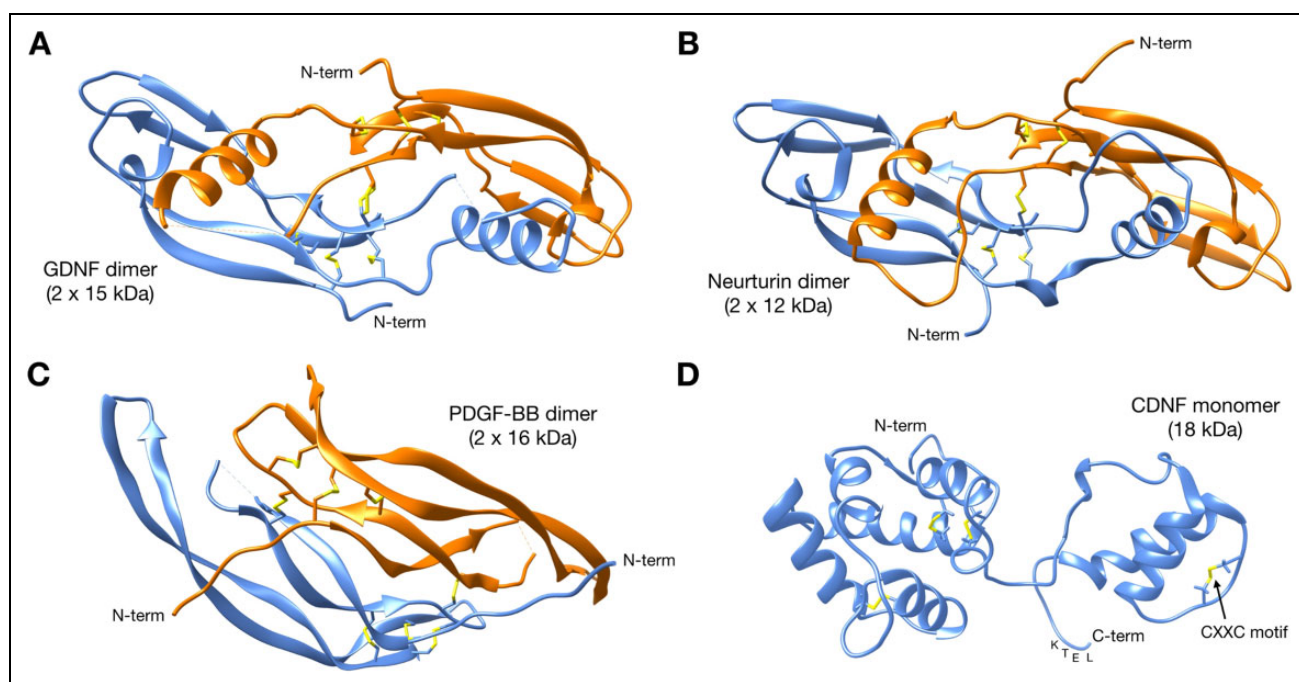 A
N-term
GDNF dimer
(2 x 15 kDa)
N-term
B
N-term
Neurturin dimer
(2 x 12 kDa)
N-term
C
PDGF-BB dimer
(2 x 16 kDa)
N-term
N-term
D
CDNF monomer
(18 kDa)
N-term
K T E L
C-term
CXXC motif